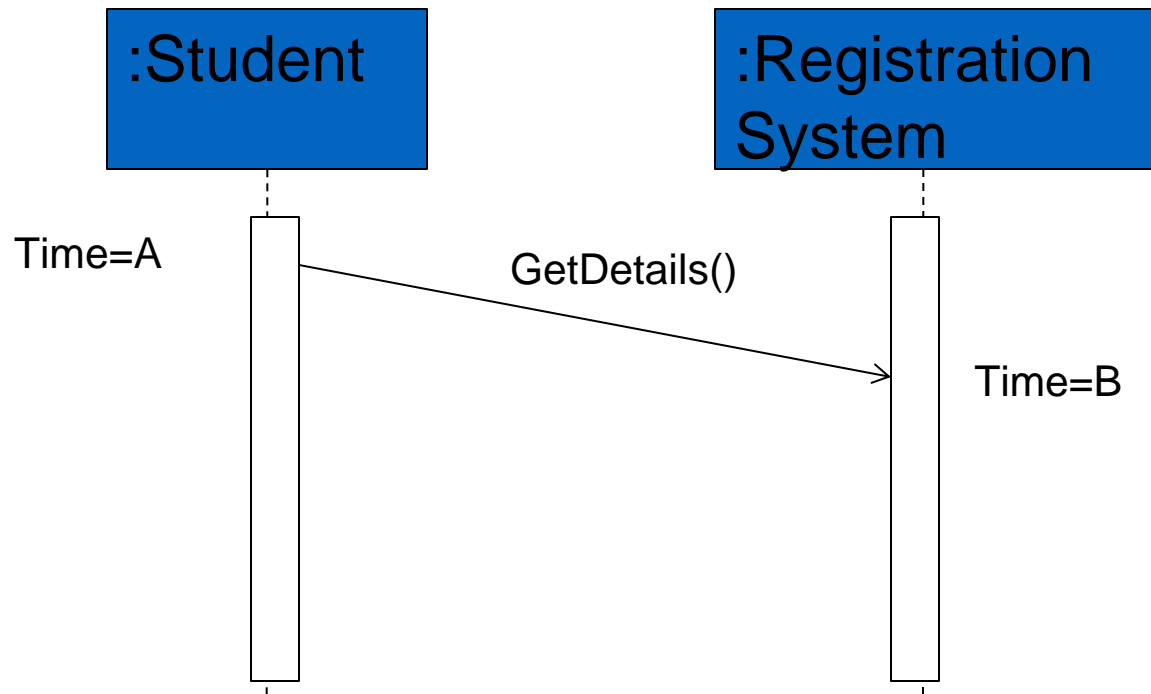 :Student
:Registration
System
Time=A
GetDetails()
Time=B